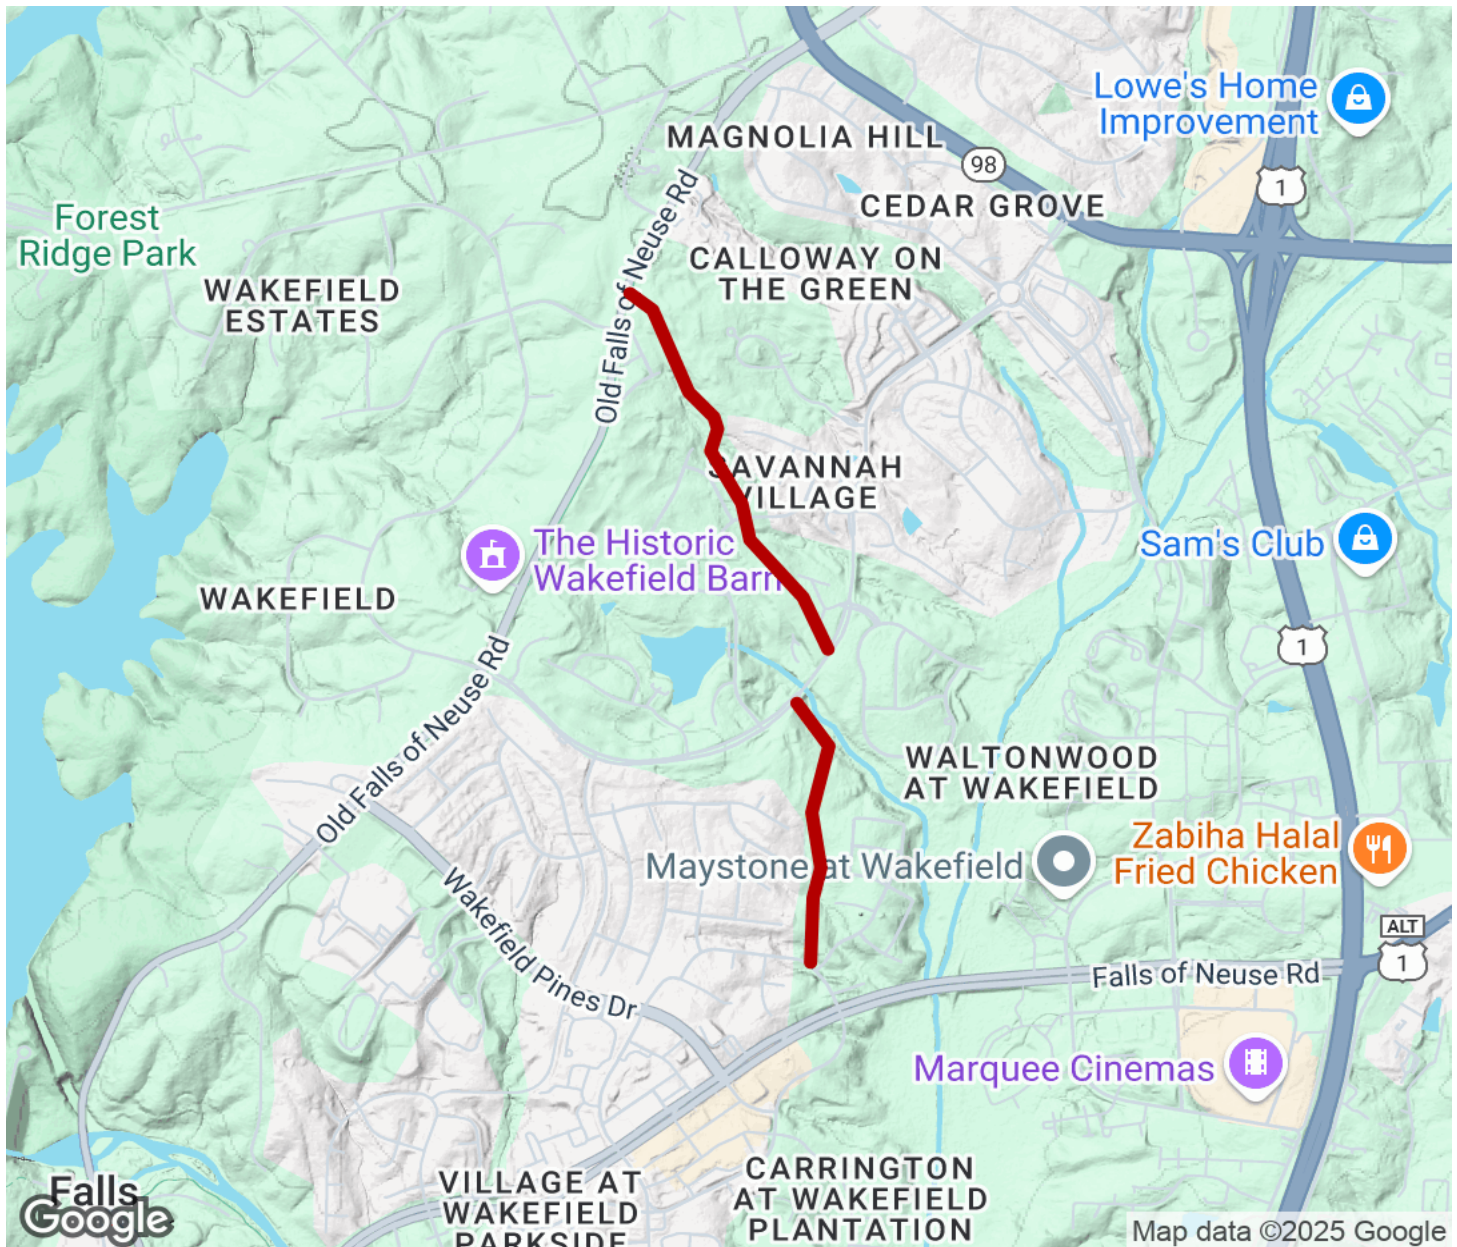 Lowe's Home
Improvement
MAGNOLIA HILL
98
1
CEDAR GROVE
Forest
Ridge Park
Old Falls of Neuse Rd
CALLOWAY ON
THE GREEN
WAKEFIELD
ESTATES
SAVANNAH
VILLAGE
The Historic
Wakefield Barn
Sam's Club
WAKEFIELD
1
Old Falls of Neuse Rd
WALTONWOOD
AT WAKEFIELD
Maystone at Wakefield
Zabiha Halal
Fried Chicken
Wakefield Pines Dr
ALT
1
Falls of Neuse Rd
Marquee Cinemas
VILLAGE AT
WAKEFIELD
PARKSIDE
CARRINGTON
AT WAKEFIELD
PLANTATION
Falls
Google
Map data ©2025 Google